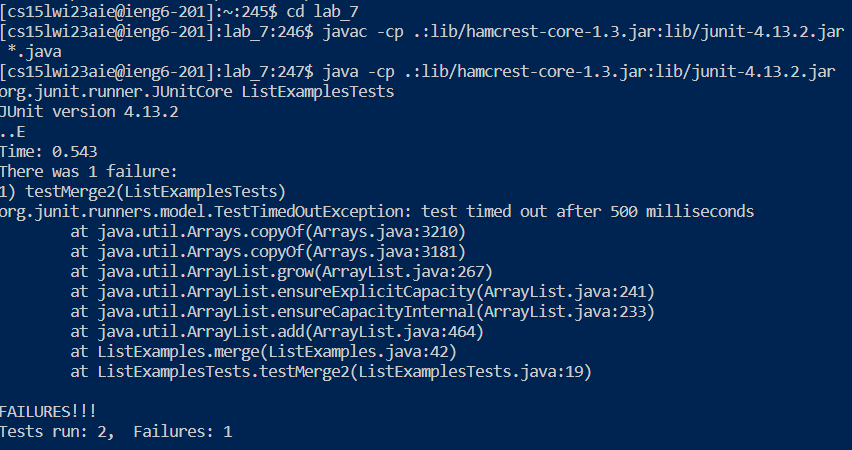 [cs15lwi23aie@ieng6-201]:~:245$ cd lab_7
[cs15lwi23aie@ieng6-201]:lab_7:246$ javac -cp .:lib/hamcrest-core-1.3.jar:lib/junit-4.13.2.jar
 *.java
[cs15lwi23aie@ieng6-201]:lab_7:247$ java -cp .:lib/hamcrest-core-1.3.jar:lib/junit-4.13.2.jar
org.junit.runner.JUnitCore ListExamplesTests
JUnit version 4.13.2
..E
Time: 0.543
There was 1 failure:
1) testMerge2(ListExamplesTests)
org.junit.runners.model.TestTimedOutException: test timed out after 500 milliseconds
        at java.util.Arrays.copyOf(Arrays.java:3210)
        at java.util.Arrays.copyOf(Arrays.java:3181)
        at java.util.ArrayList.grow(ArrayList.java:267)
        at java.util.ArrayList.ensureExplicitCapacity(ArrayList.java:241)
        at java.util.ArrayList.ensureCapacityInternal(ArrayList.java:233)
        at java.util.ArrayList.add(ArrayList.java:464)
        at ListExamples.merge(ListExamples.java:42)
        at ListExamplesTests.testMerge2(ListExamplesTests.java:19)

FAILURES!!!
Tests run: 2,  Failures: 1